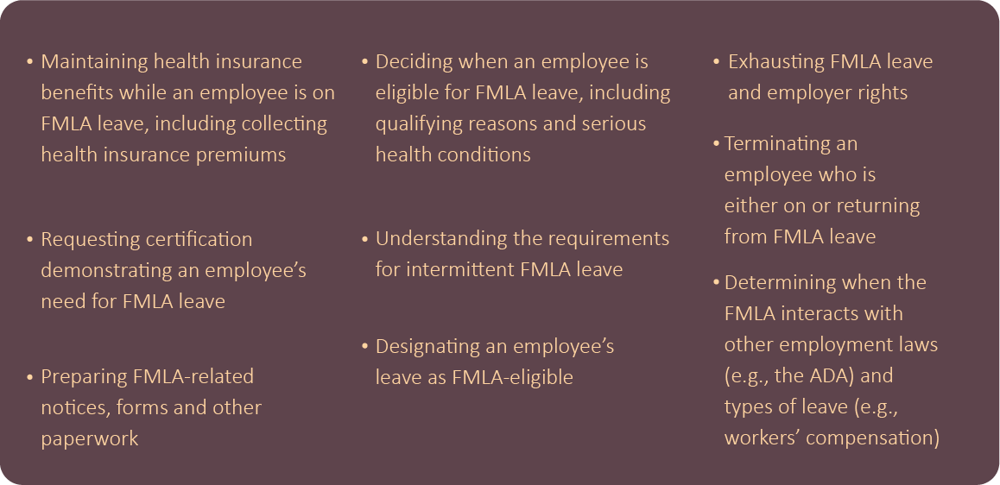 • Maintaining health insurance
benefits while an employee is on
FMLA leave, including collecting
health insurance premiums
• Requesting certification
demonstrating an employee’s
need for FMLA leave
• Preparing FMLA-related
notices, forms and other
paperwork
• Deciding when an employee is
eligible for FMLA leave, including
qualifying reasons and serious
health conditions
• Understanding the requirements
for intermittent FMLA leave
• Designating an employee’s
leave as FMLA-eligible
• Exhausting FMLA leave
and employer rights
• Terminating an
employee who is
either on or returning
from FMLA leave
• Determining when the
FMLA interacts with
other employment laws
(e.g., the ADA) and
types of leave (e.g.,
workers’ compensation)